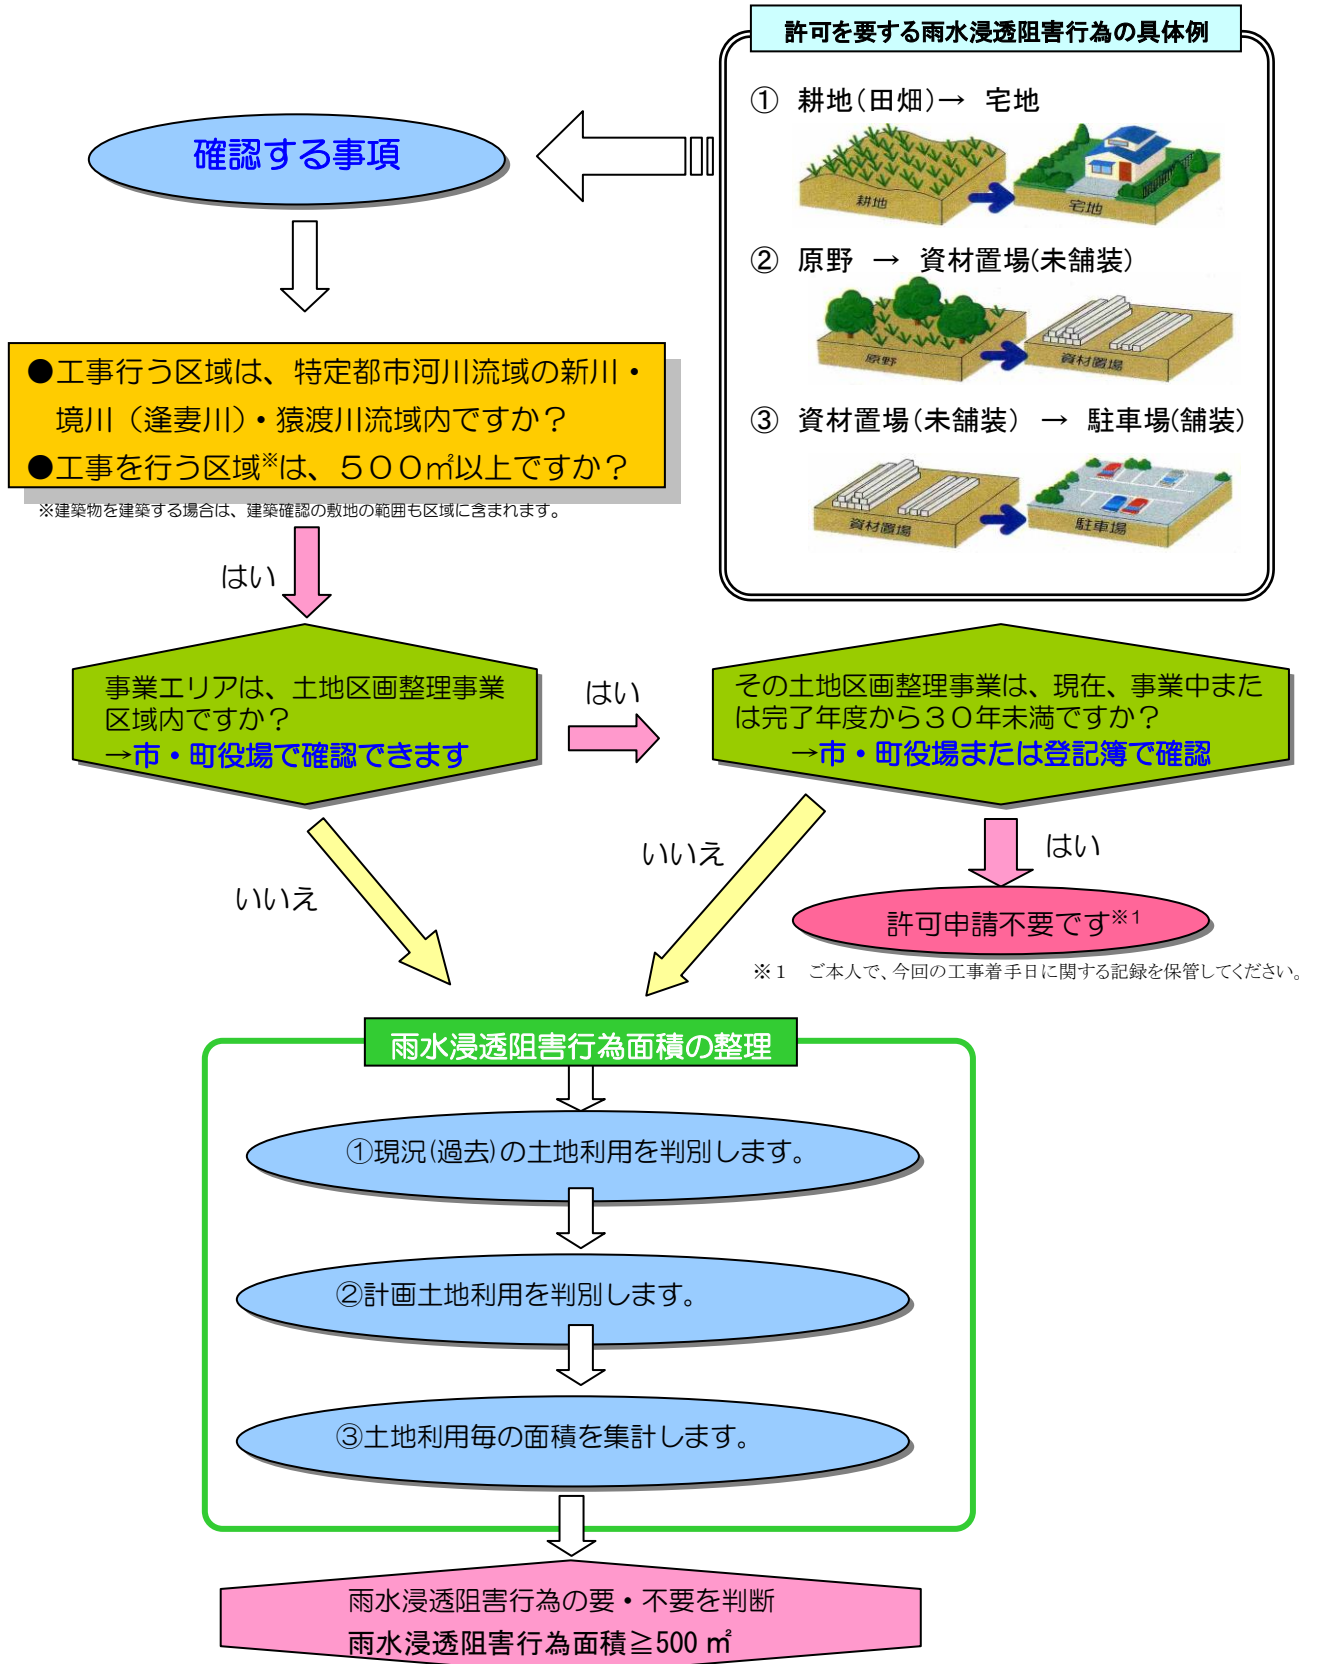 許可を要する雨水浸透阻害行為の具体例
① 耕地(田畑)→ 宅地
耕地
宅地
② 原野 → 資材置場(未舗装)
原野
資材置場
③ 資材置場(未舗装) → 駐車場(舗装)
資材置場
駐車場
確認する事項
●工事行う区域は、特定都市河川流域の新川・
境川（逢妻川）・猿渡川流域内ですか？
●工事を行う区域※は、５００㎡以上ですか？
※建築物を建築する場合は、建築確認の敷地の範囲も区域に含まれます。
はい
事業エリアは、土地区画整理事業
区域内ですか？
→市・町役場で確認できます
はい
その土地区画整理事業は、現在、事業中また
は完了年度から３０年未満ですか？
→市・町役場または登記簿で確認
いいえ
いいえ
はい
許可申請不要です※1
※１ ご本人で、今回の工事着手日に関する記録を保管してください。
雨水浸透阻害行為面積の整理
①現況(過去)の土地利用を判別します。
②計画土地利用を判別します。
③土地利用毎の面積を集計します。
雨水浸透阻害行為の要・不要を判断
雨水浸透阻害行為面積≧500 ㎡